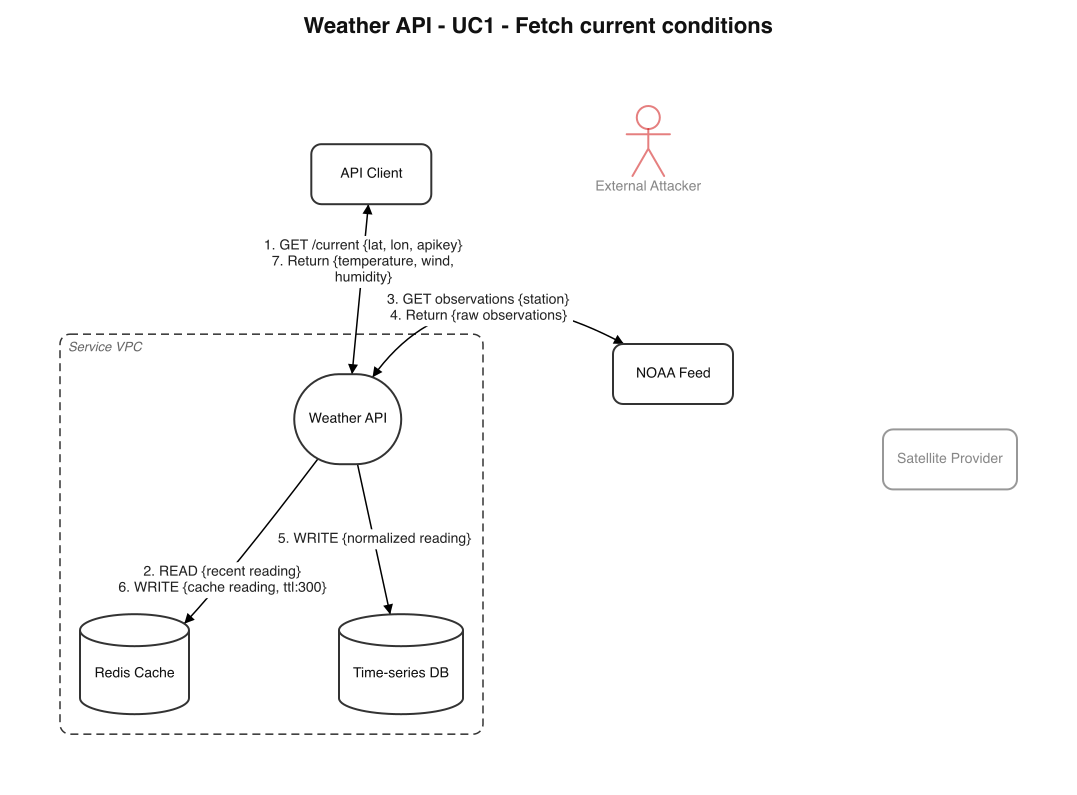 Weather API - UC1 - Fetch current conditions
External Attacker
API Client
1. GET /current {lat, lon, apikey}
7. Return {temperature, wind,
humidity}
3. GET observations {station}
4. Return {raw observations}
Service VPC
NOAA Feed
Weather API
Satellite Provider
5. WRITE {normalized reading}
2. READ {recent reading}
6. WRITE {cache reading, ttl:300}
Redis Cache
Time-series DB